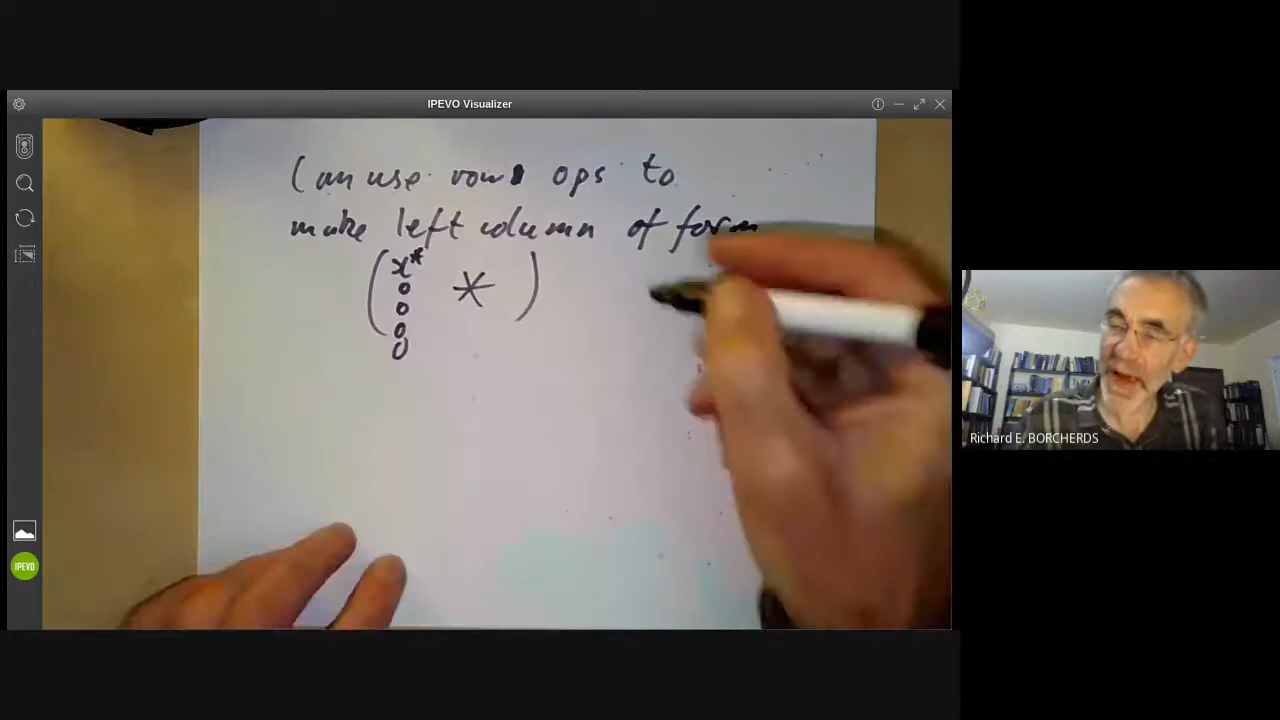 IPEVO Visualizer
Can use row ops to
make left column of form
x* 
0 *
0
0
0
IPEVO
Richard E. BORCHERDS